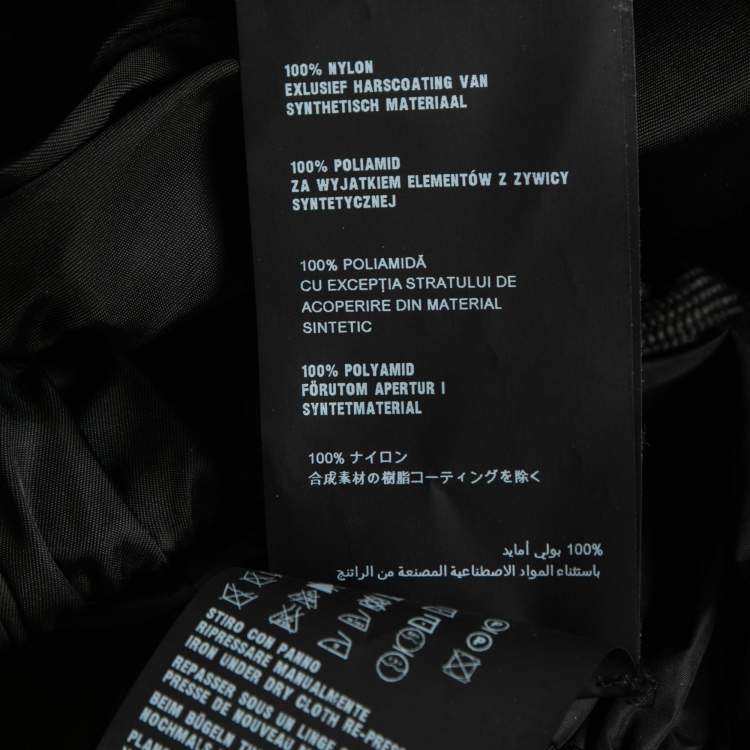 100% NYLON
EXLUSIEF HARSCOATING VAN
SYNTHETISCH MATERIAAL
100% POLIAMID
ZA WYJATKIEM ELEMENTÓW Z ZYWICY
SYNTETYCZNEJ
100% POLIAMIDĂ
CU EXCEPŢIA STRATULUI DE
ACOPERIRE DIN MATERIAL
SINTETIC
100% POLYAMID
FÖRUTOM APERTUR I
SYNTETMATERIAL
100% ナイロン
合成素材の樹脂コーティングを除く
100% بولي أمايد
باستثناء المواد الاصطناعية المصنعة من الراتنج
STIRO CON PANNO
RIPRESSARE MANUALMENTE
IRON UNDER DRY CLOTH RE-PRESS
REPASSER SOUS UN LINGE
PRESSE DE NOUVEAU
BEIM BÜGELN
NOCHMALS